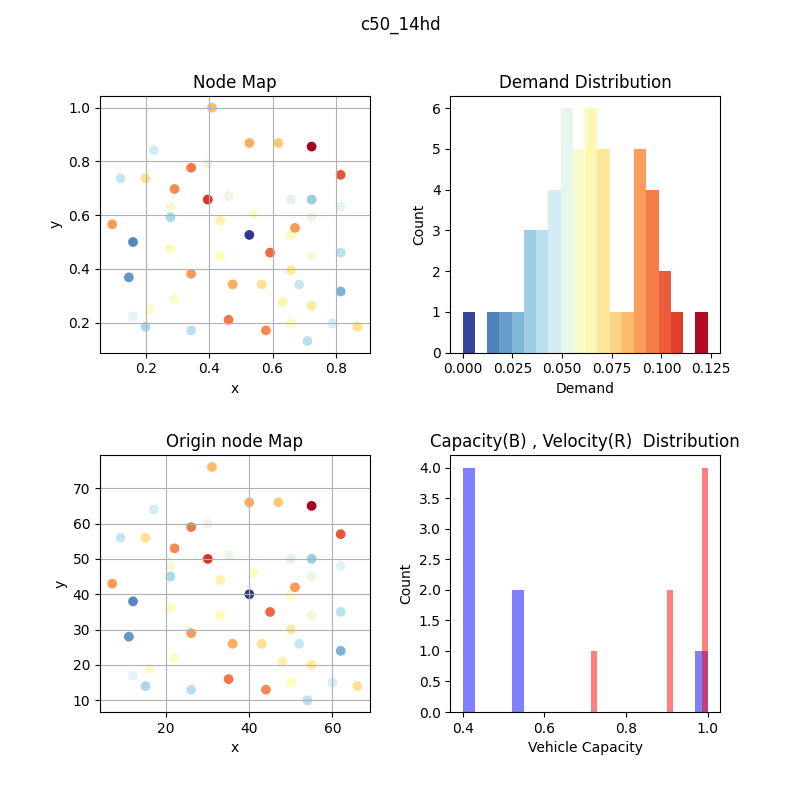 c50_14hd
Node Map
Demand Distribution
1.0
0.8
0.6
0.4
0.2
y
0.2 0.4 0.6 0.8
x
6
5
4
3
2
1
0
Count
0.000 0.025 0.050 0.075 0.100 0.125
Demand
Origin node Map
Capacity(B) , Velocity(R)  Distribution
70
60
50
40
30
20
10
y
20 40 60
x
4.0
3.5
3.0
2.5
2.0
1.5
1.0
0.5
0.0
Count
0.4 0.6 0.8 1.0
Vehicle Capacity